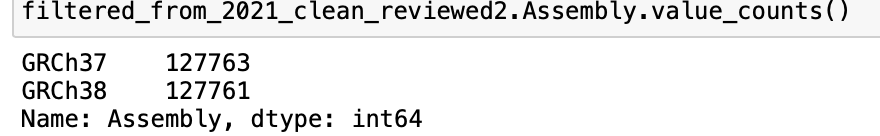 filtered_from_2021_clean_reviewed2.Assembly.value_counts()
GRCh37    127763
GRCh38    127761
Name: Assembly, dtype: int64